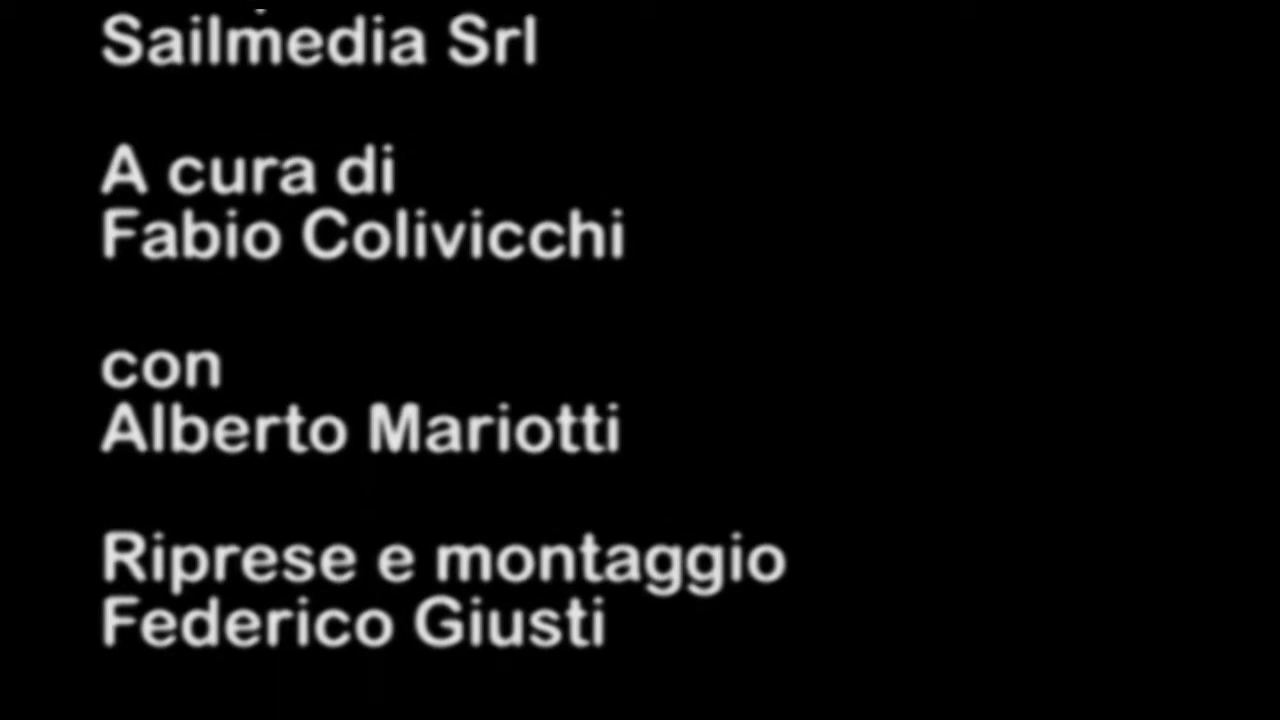 Sailmedia Srl
A cura di
Fabio Colivicchi
con
Alberto Mariotti
Riprese e montaggio
Federico Giusti